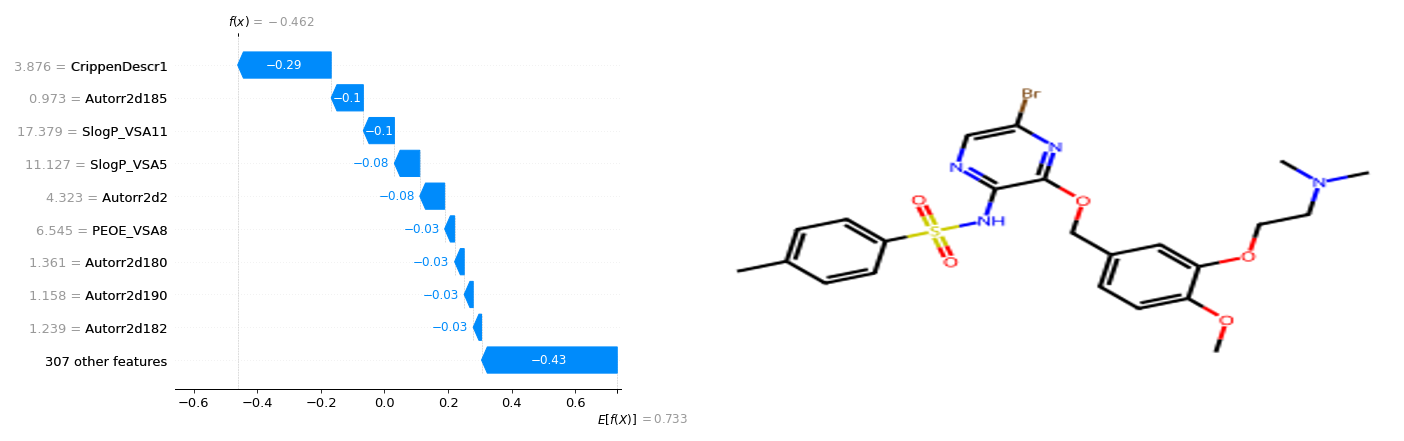 f(x) = −0.462
3.876 = CrippenDescr1
−0.29
0.973 = Autorr2d185
−0.1
17.379 = SlogP_VSA11
−0.1
11.127 = SlogP_VSA5
−0.08
4.323 = Autorr2d2
−0.08
6.545 = PEOE_VSA8
−0.03
1.361 = Autorr2d180
−0.03
1.158 = Autorr2d190
−0.03
1.239 = Autorr2d182
−0.03
307 other features
−0.43
−0.6 −0.4 −0.2 0.0 0.2 0.4 0.6
E[f(X)] = 0.733
Br
N
N
N
O
O
NH
S
O
O
O